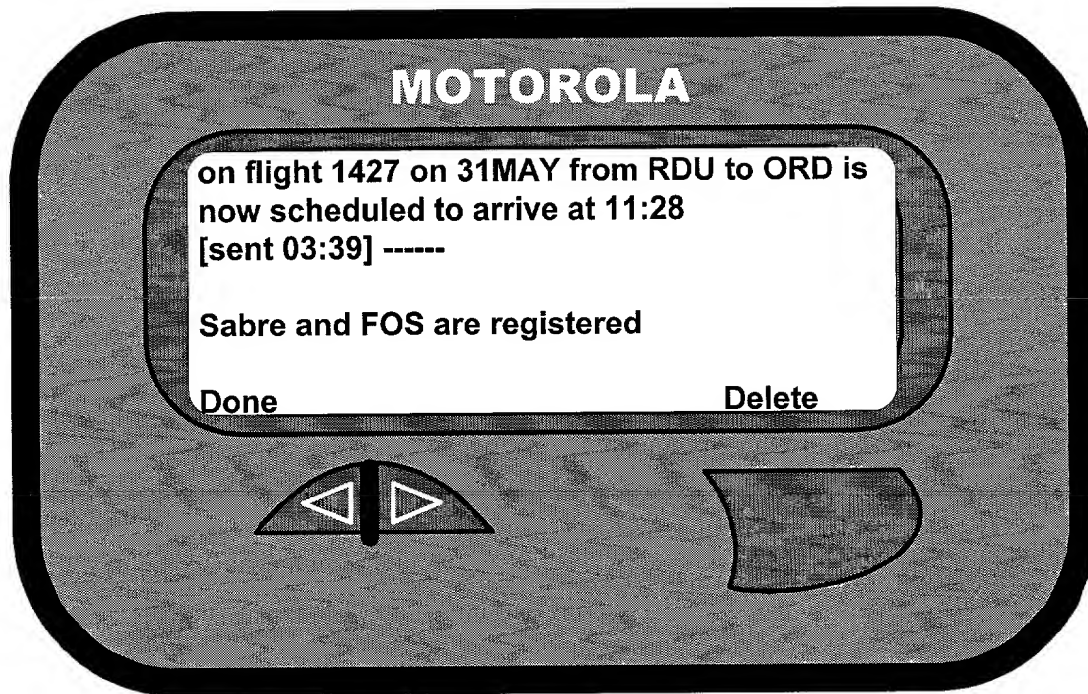 MOTOROLA
on flight 1427 on 31MAY from RDU to ORD is
now scheduled to arrive at 11:28
[sent 03:39] ------
Sabre and FOS are registered
Done Delete